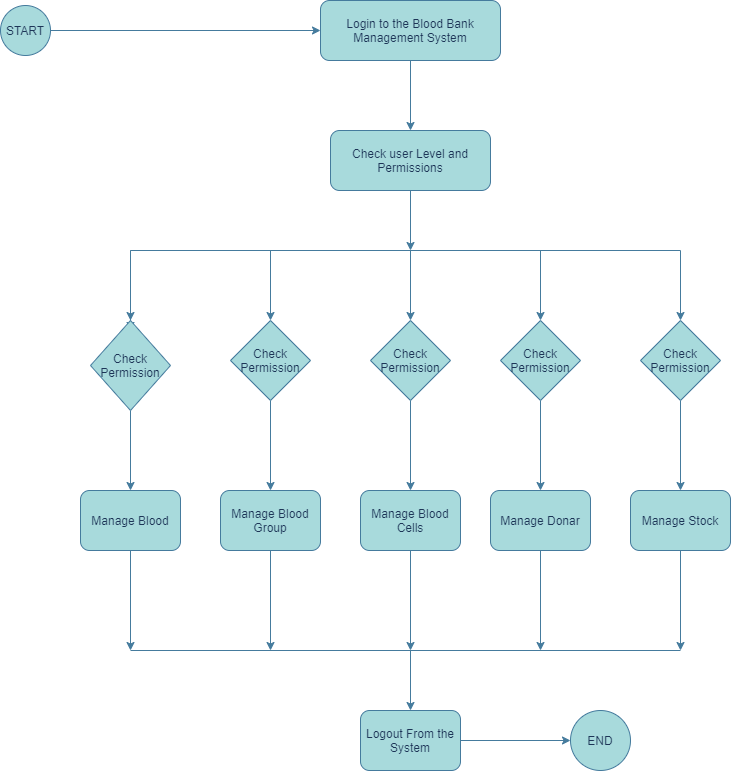 START
Login to the Blood Bank
Management System
Check user Level and
Permissions
Check
Permission
Check
Permission
Check
Permission
Check
Permission
Check
Permission
Manage Blood
Manage Blood
Group
Manage Blood
Cells
Manage Donar
Manage Stock
Logout From the
System
END